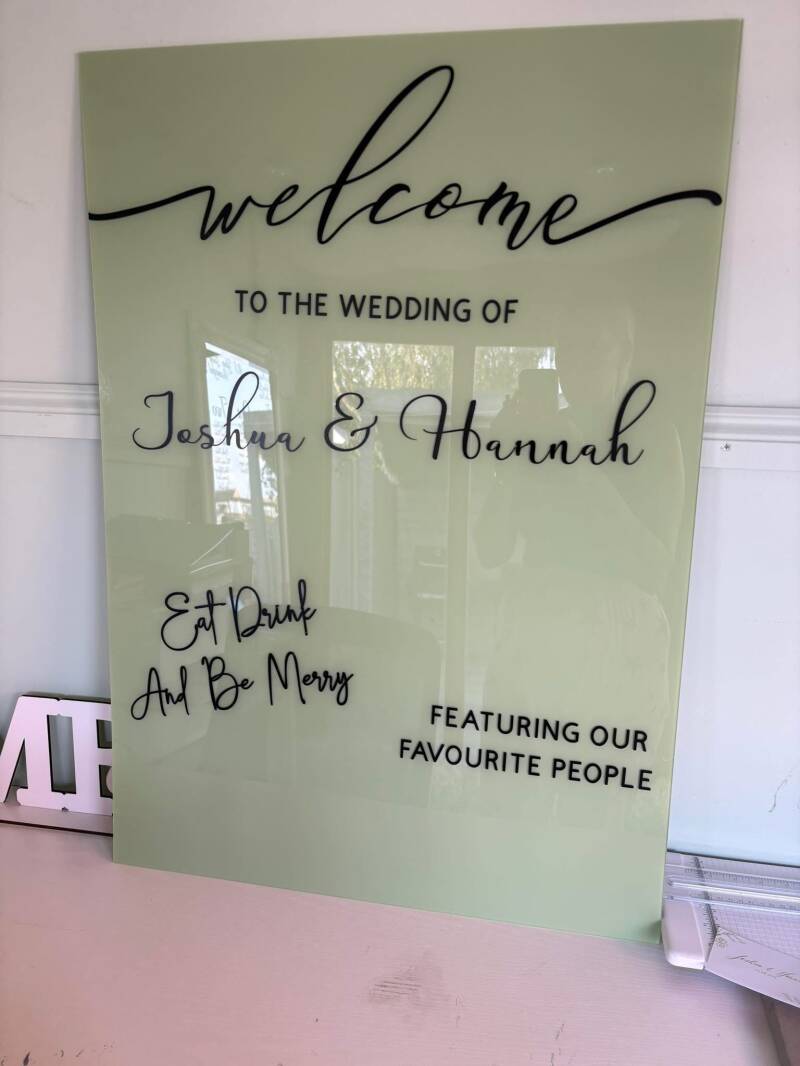 welcome
TO THE WEDDING OF
Joshua & Hannah
Eat Drink
And Be Merry
FEATURING OUR
FAVOURITE PEOPLE